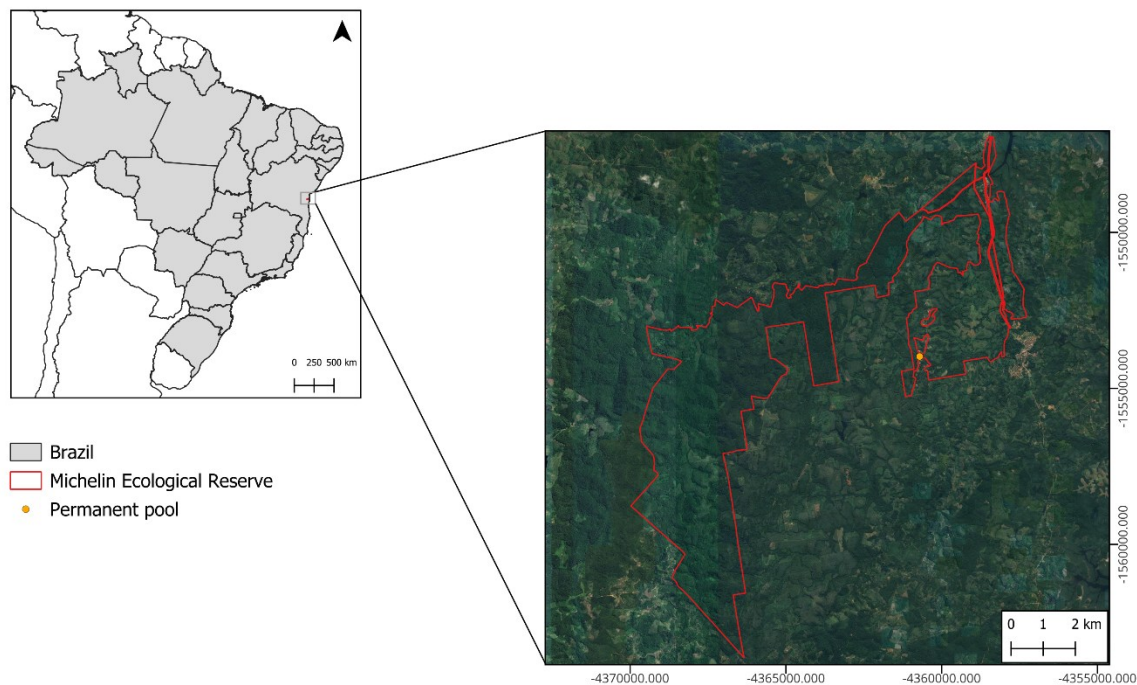 0 250 500 km
Brazil
Michelin Ecological Reserve
Permanent pool
-1550000.000
-1555000.000
-1560000.000
0 1 2 km
-4370000.000
-4365000.000
-4360000.000
-4355000.000